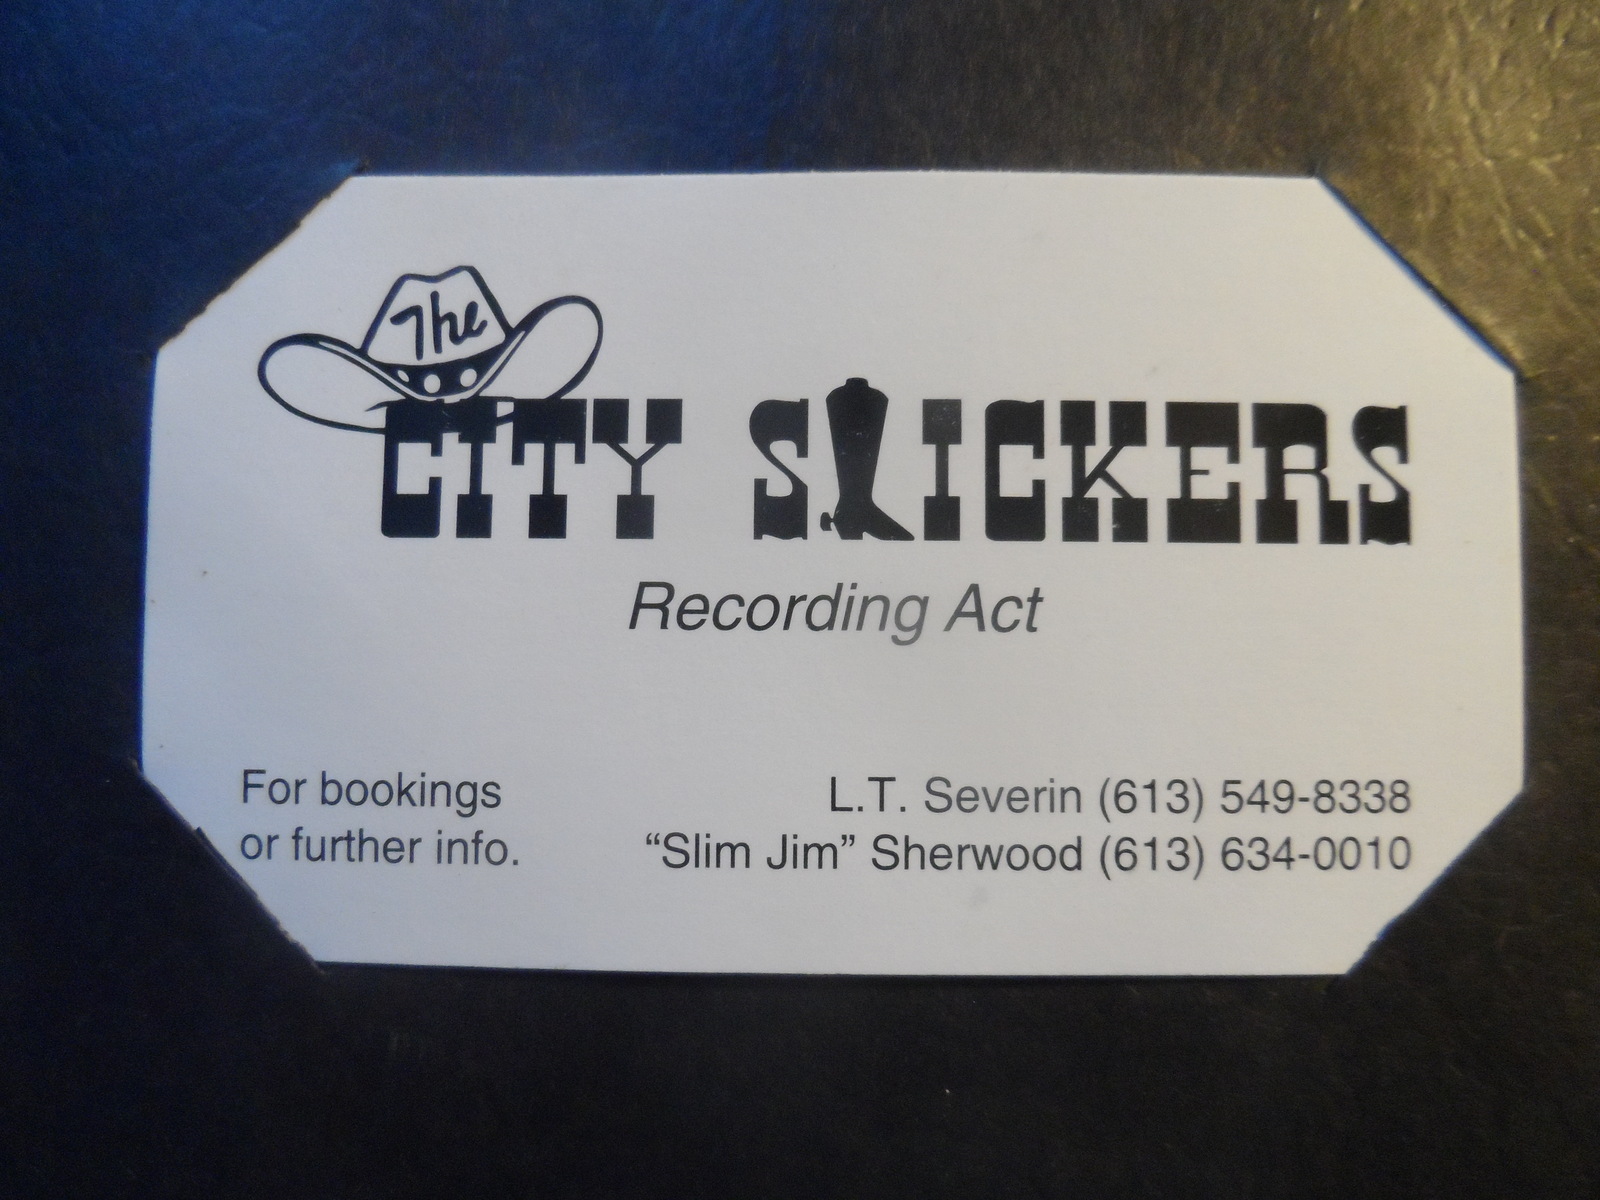 The
CITY SLICKERS
Recording Act
For bookings
or further info.
L.T. Severin (613) 549-8338
“Slim Jim” Sherwood (613) 634-0010